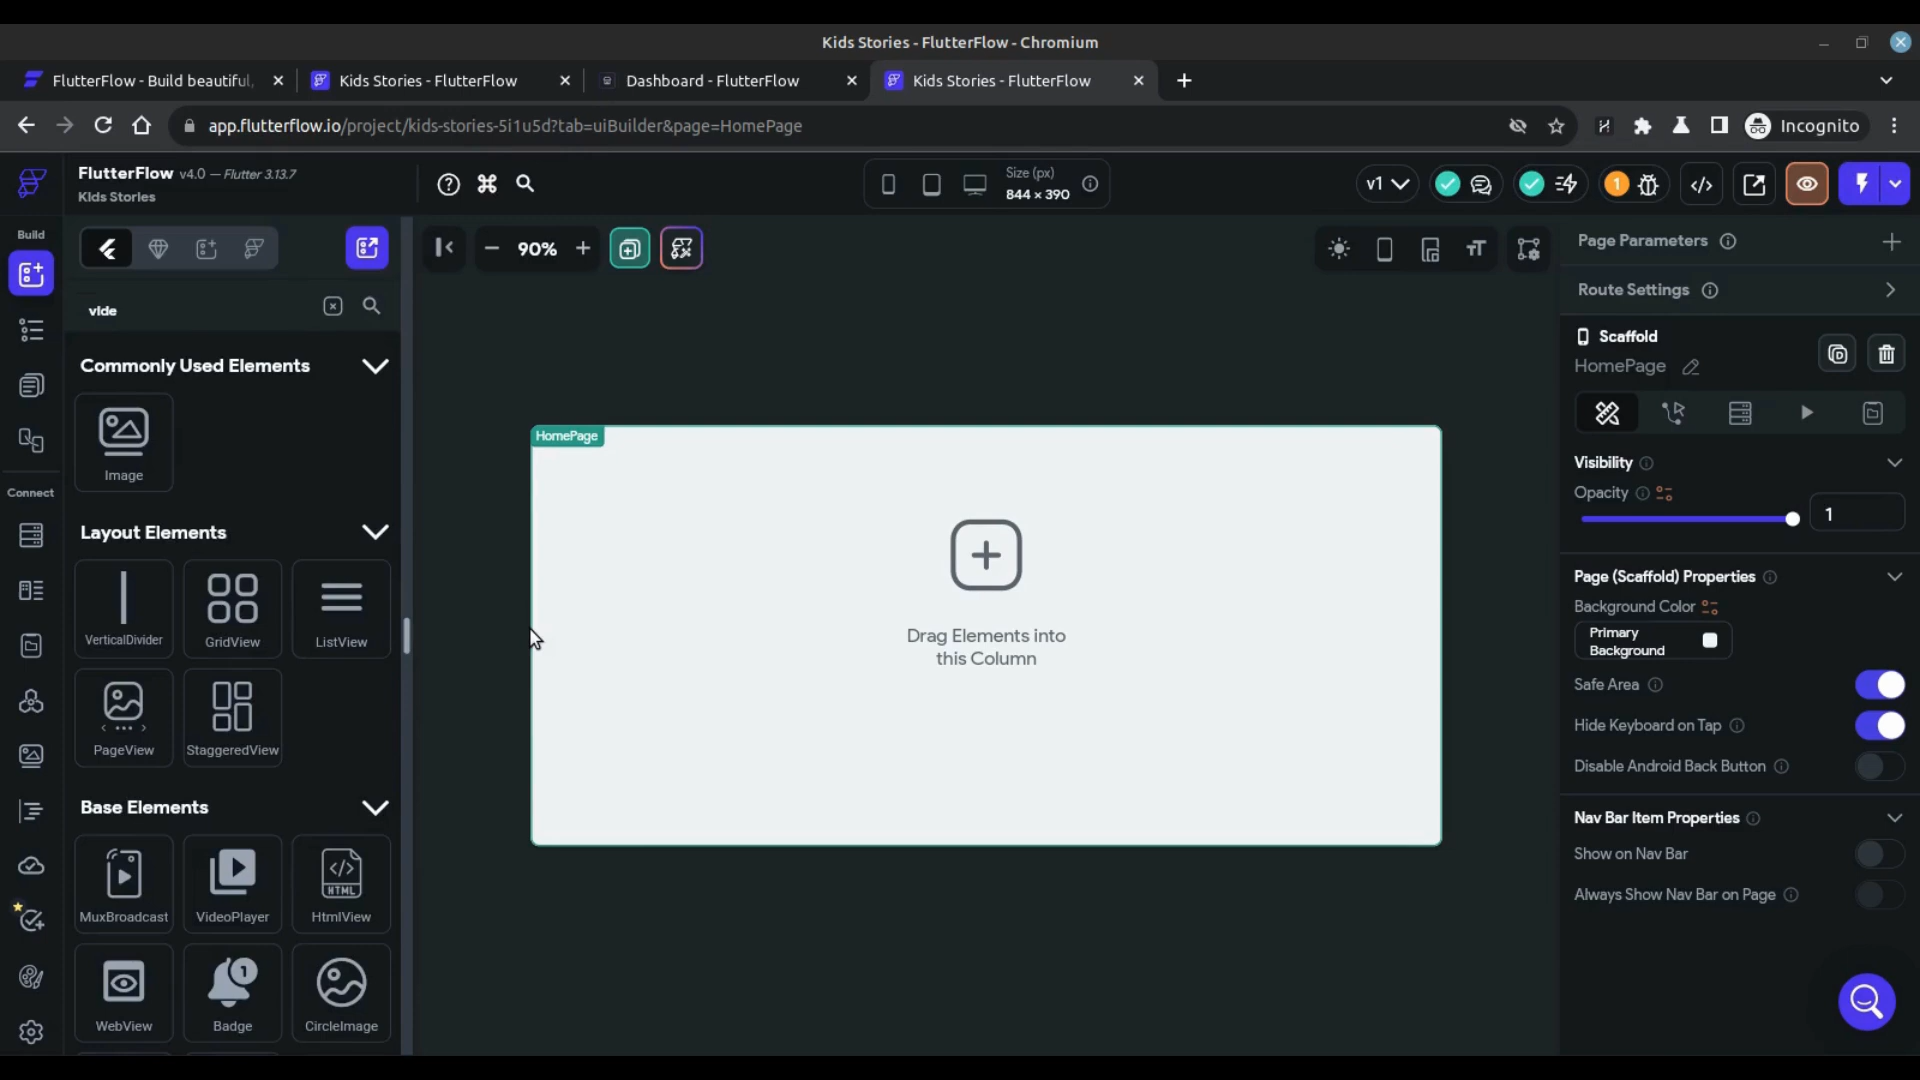 Kids Stories - FlutterFlow - Chromium
FlutterFlow - Build beautiful,
Kids Stories - FlutterFlow
Dashboard - FlutterFlow
Kids Stories - FlutterFlow
app.flutterflow.io/project/kids-stories-5i1u5d?tab=uiBuilder&page=HomePage
Incognito
FlutterFlow v4.0 — Flutter 3.13.7
Kids Stories
Size (px)
844 × 390
v1
1
Build
90%
vide
Commonly Used Elements
Image
Layout Elements
VerticalDivider
GridView
ListView
PageView
StaggeredView
Base Elements
MuxBroadcast
VideoPlayer
HTML
HtmlView
WebView
1
Badge
CircleImage
Connect
HomePage
Drag Elements into
this Column
Page Parameters
Route Settings
Scaffold
HomePage
Visibility
Opacity
1
Page (Scaffold) Properties
Background Color
Primary
Background
Safe Area
Hide Keyboard on Tap
Disable Android Back Button
Nav Bar Item Properties
Show on Nav Bar
Always Show Nav Bar on Page